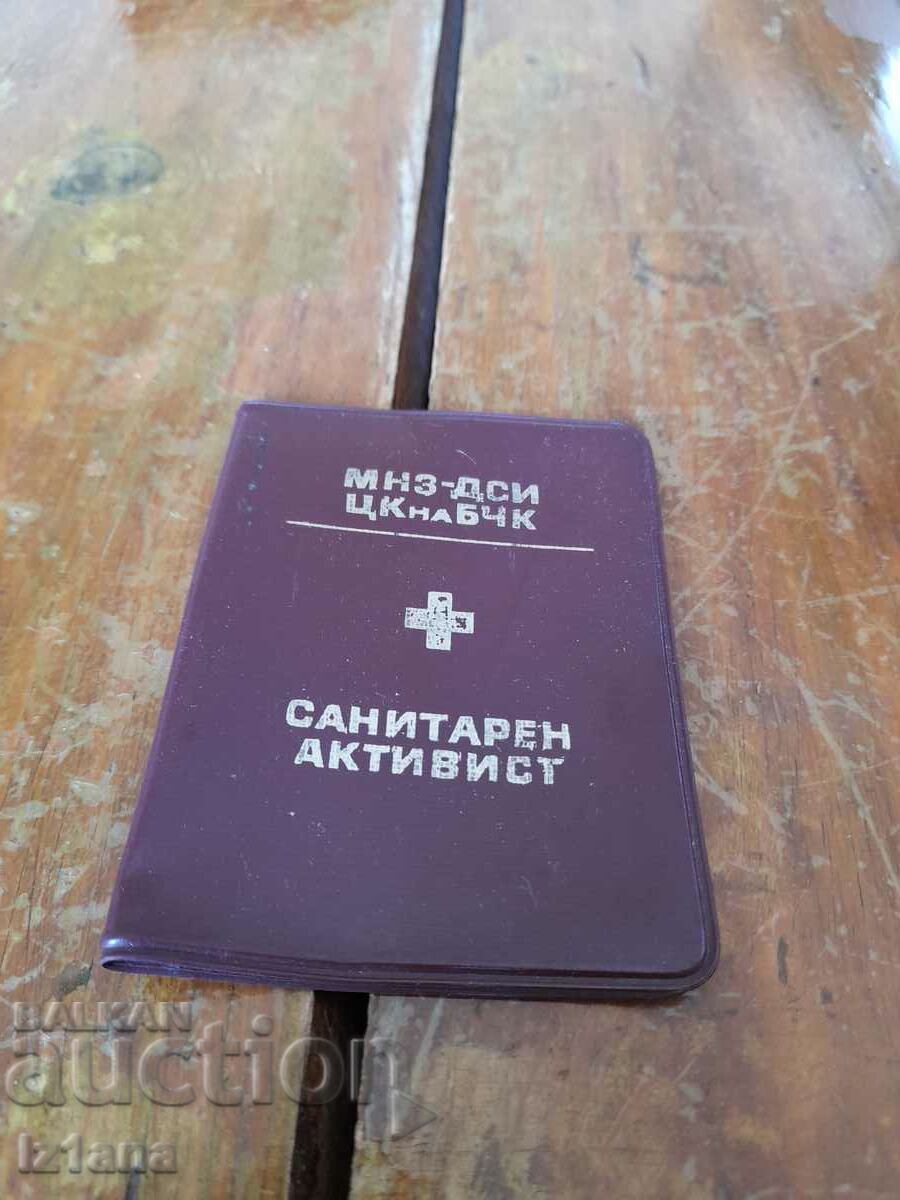 МНЗ-ДСИ
ЦКнаБЧК
САНИТАРЕН
АКТИВИСТ
BALKAN
auction
iz1ana